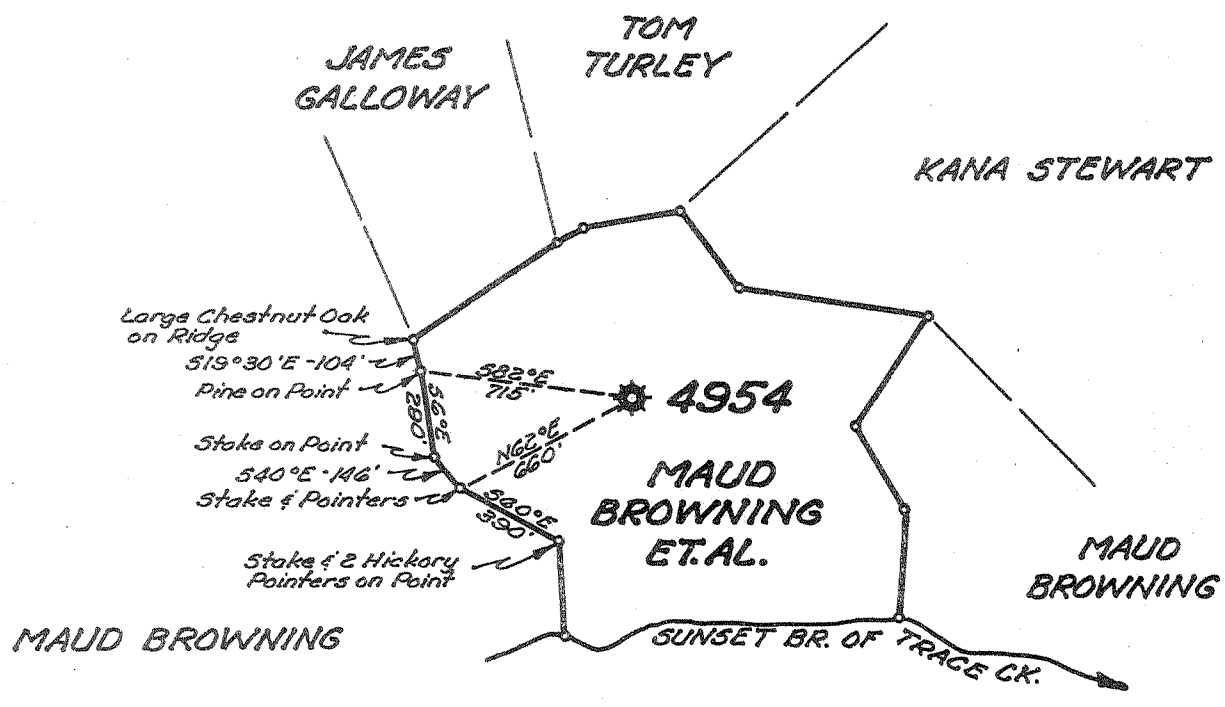 TOM
TURLEY
JAMES
GALLOWAY
KANA STEWART
Large Chestnut Oak
on Ridge
S19°30'E-104'
Pine on Point
S82°E
715'
4954
S6°E
280'
Stake on Point
S40°E-146'
Stake & Pointers
N62°E
660'
S60°E
390'
MAUD
BROWNING
ET.AL.
Stake & 2 Hickory
Pointers on Point
MAUD
BROWNING
MAUD BROWNING
SUNSET BR. OF TRACE CK.